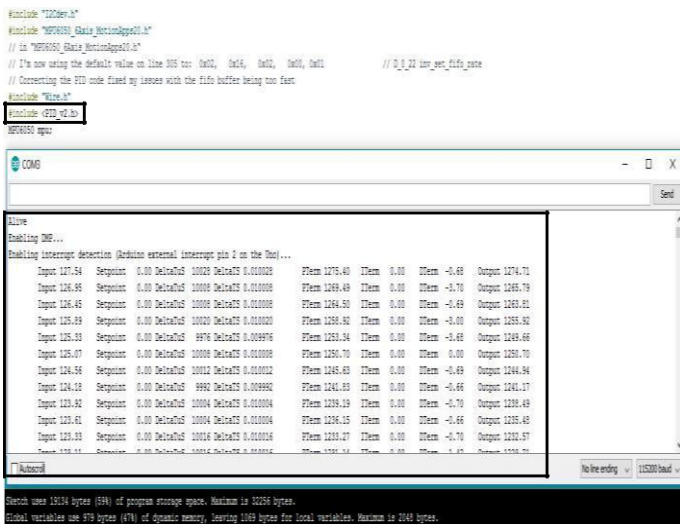 #include "I2Cdev.h"
#include "MPU6050_6Axis_MotionApps20.h"
// in "MPU6050_6Axis_MotionApps20.h"
// I'm now using the default value on line 305 to: 0x02, 0x16, 0x02, 0x00, 0x01 // D_0_22 inv_set_fifo_rate
// Correcting the PID code fixed my issues with the fifo buffer being too fast
#include "Wire.h"
#include <PID_v2.h>
MPU6050 mpu;
COM3
Send
Alive
Enabling DMP...
Enabling interrupt detection (Arduino external interrupt pin 2 on the Uno)...
Input 127.54 Setpoint 0.00 DeltaTuS 10028 DeltaTS 0.010028 PTerm 1275.40 ITerm 0.00 DTerm -0.68 Output 1274.71
Input 126.95 Setpoint 0.00 DeltaTuS 10008 DeltaTS 0.010008 PTerm 1269.49 ITerm 0.00 DTerm -3.70 Output 1265.79
Input 126.45 Setpoint 0.00 DeltaTuS 10008 DeltaTS 0.010008 PTerm 1264.50 ITerm 0.00 DTerm -0.69 Output 1263.81
Input 125.89 Setpoint 0.00 DeltaTuS 10020 DeltaTS 0.010020 PTerm 1258.92 ITerm 0.00 DTerm -3.00 Output 1255.92
Input 125.33 Setpoint 0.00 DeltaTuS 9976 DeltaTS 0.009976 PTerm 1253.34 ITerm 0.00 DTerm -3.68 Output 1249.66
Input 125.07 Setpoint 0.00 DeltaTuS 10008 DeltaTS 0.010008 PTerm 1250.70 ITerm 0.00 DTerm 0.00 Output 1250.70
Input 124.56 Setpoint 0.00 DeltaTuS 10012 DeltaTS 0.010012 PTerm 1245.63 ITerm 0.00 DTerm -0.69 Output 1244.94
Input 124.18 Setpoint 0.00 DeltaTuS 9992 DeltaTS 0.009992 PTerm 1241.83 ITerm 0.00 DTerm -0.66 Output 1241.17
Input 123.92 Setpoint 0.00 DeltaTuS 10004 DeltaTS 0.010004 PTerm 1239.19 ITerm 0.00 DTerm -0.70 Output 1238.49
Input 123.61 Setpoint 0.00 DeltaTuS 10004 DeltaTS 0.010004 PTerm 1236.15 ITerm 0.00 DTerm -0.66 Output 1235.48
Input 123.33 Setpoint 0.00 DeltaTuS 10016 DeltaTS 0.010016 PTerm 1233.27 ITerm 0.00 DTerm -0.70 Output 1232.57
Autoscroll
No line ending
115200 baud
Sketch uses 19134 bytes (59%) of program storage space. Maximum is 32256 bytes.
Global variables use 979 bytes (47%) of dynamic memory, leaving 1069 bytes for local variables. Maximum is 2048 bytes.